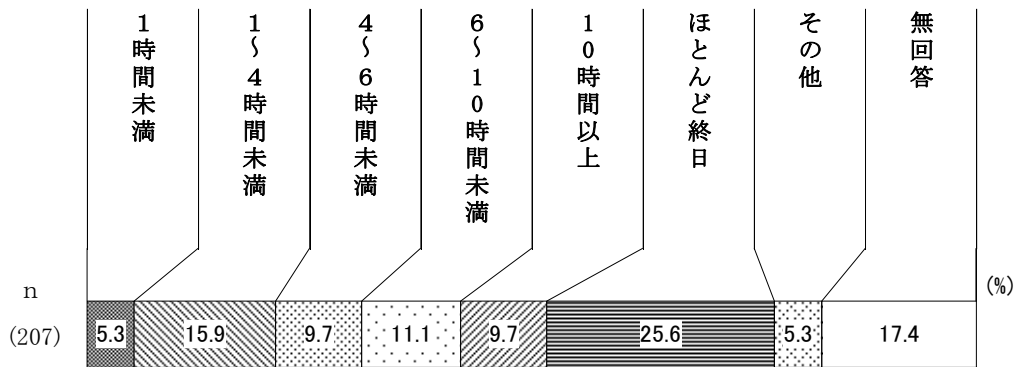 1時間未満
1～4時間未満
4～6時間未満
6～10時間未満
10時間以上
ほとんど終日
その他
無回答
(%)
n
(207)
5.3
15.9
9.7
11.1
9.7
25.6
5.3
17.4